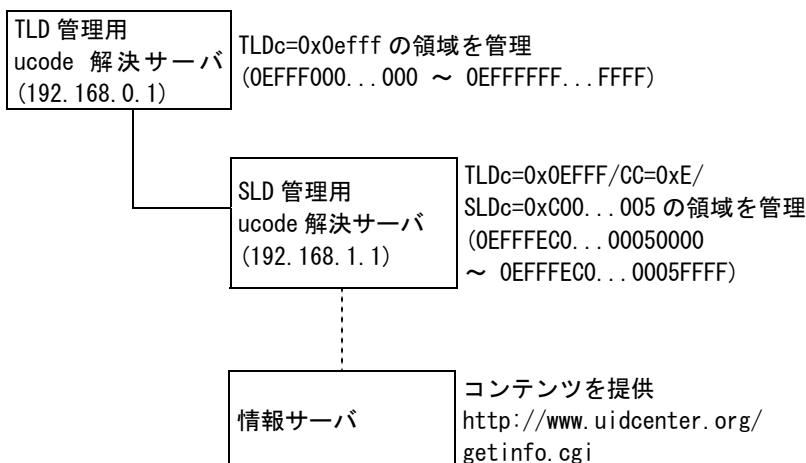 TLD 管理用
ucode 解決サーバ
(192.168.0.1)
TLDc=0x0efff の領域を管理
(0EFFF000...000 ～ 0EFFFFFF...FFFF)
SLD 管理用
ucode 解決サーバ
(192.168.1.1)
TLDc=0x0EFFF/CC=0xE/
SLDc=0xC00...005 の領域を管理
(0EFFFEC0...00050000
～ 0EFFFEC0...0005FFFF)
情報サーバ
コンテンツを提供
http://www.uidcenter.org/
getinfo.cgi